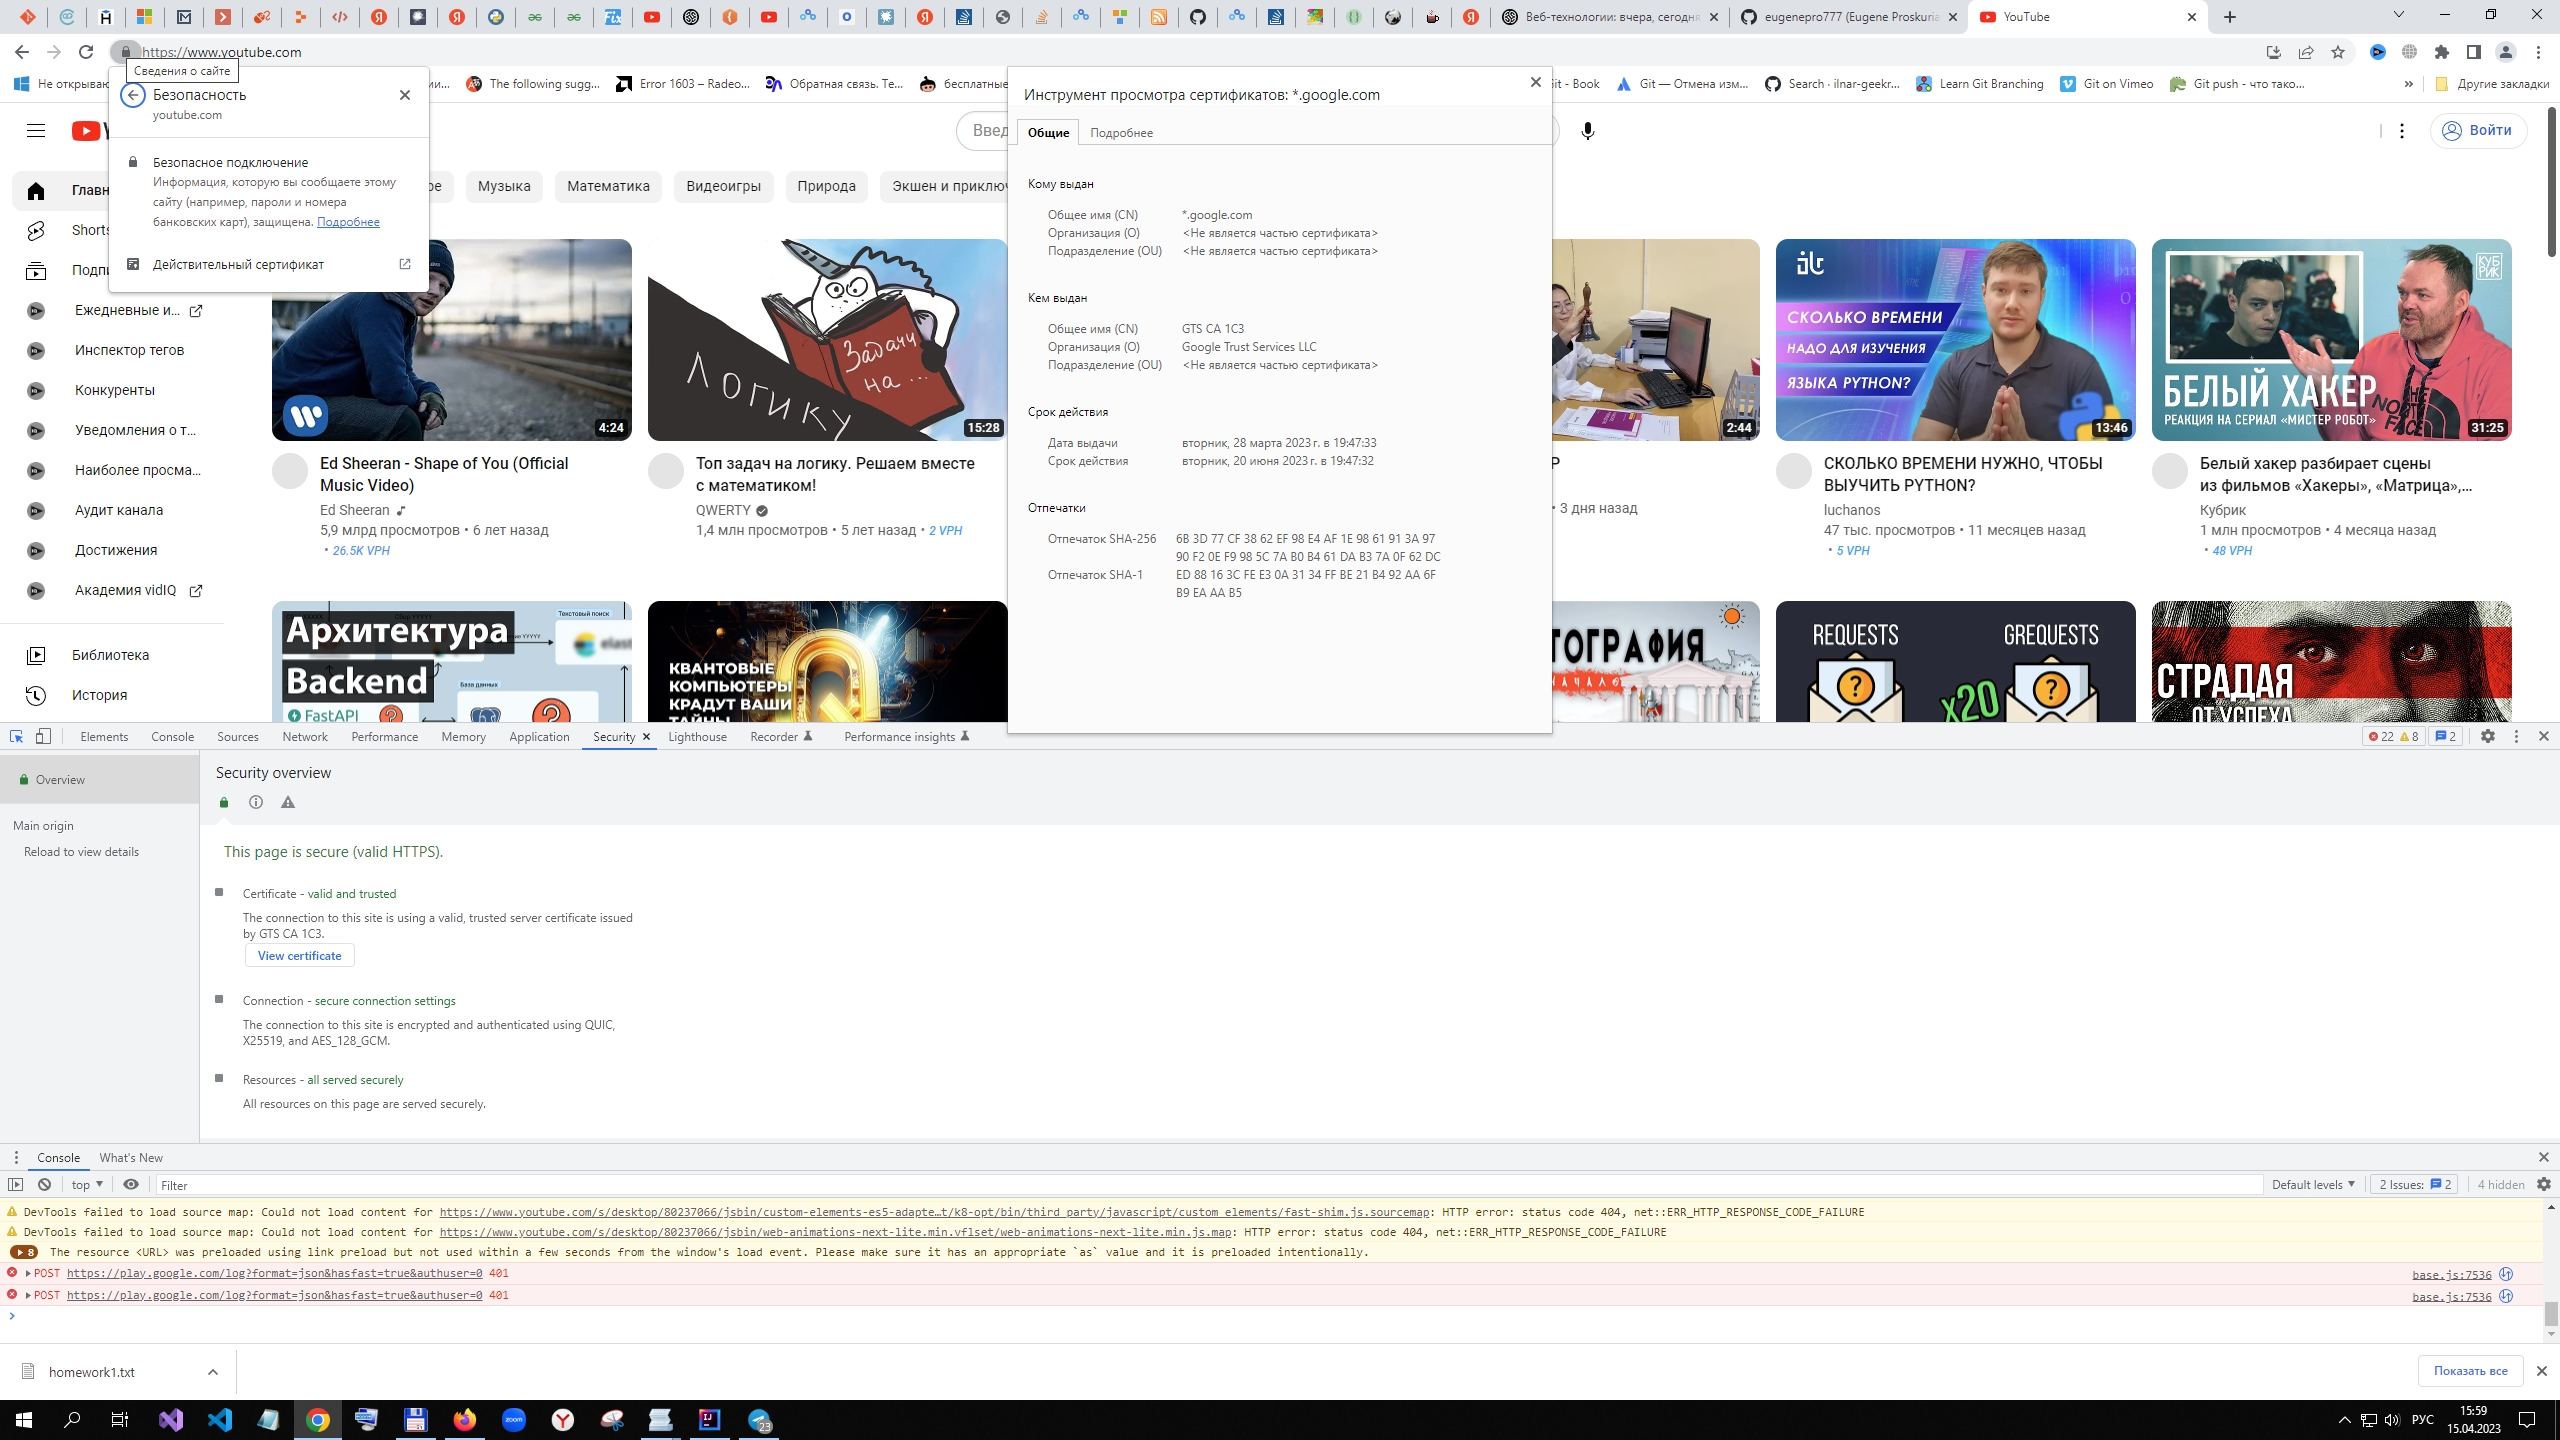 Веб-технологии: вчера, сегодня
eugenepro777 (Eugene Proskuria
YouTube
https://www.youtube.com
Сведения о сайте
Не открыва
The following sugg...
Error 1603 – Radeo...
Обратная связь. Те...
бесплатные
Git - Book
Git — Отмена изм...
Search · ilnar-geekr...
Learn Git Branching
Git on Vimeo
Git push - что тако...
»
Другие закладки
Безопасность
youtube.com
Безопасное подключение
Информация, которую вы сообщаете этому
сайту (например, пароли и номера
банковских карт), защищена. Подробнее
Действительный сертификат
Введ
Войти
Главн
Shorts
Подпи
Ежедневные и...
Инспектор тегов
Конкуренты
Уведомления о т...
Наиболее просма...
Аудит канала
Достижения
Академия vidIQ
Библиотека
История
Музыка
Математика
Видеоигры
Природа
Экшен и приключ
Инструмент просмотра сертификатов: *.google.com
Общие
Подробнее
Кому выдан
Общее имя (CN) *.google.com
Организация (O) <Не является частью сертификата>
Подразделение (OU) <Не является частью сертификата>
Кем выдан
Общее имя (CN) GTS CA 1C3
Организация (O) Google Trust Services LLC
Подразделение (OU) <Не является частью сертификата>
Срок действия
Дата выдачи вторник, 28 марта 2023 г. в 19:47:33
Срок действия вторник, 20 июня 2023 г. в 19:47:32
Отпечатки
Отпечаток SHA-256 6B 3D 77 CF 38 62 EF 98 E4 AF 1E 98 61 91 3A 97
90 F2 0E F9 98 5C 7A B0 B4 61 DA B3 7A 0F 62 DC
Отпечаток SHA-1 ED 88 16 3C FE E3 0A 31 34 FF BE 21 B4 92 AA 6F
B9 EA AA B5
4:24
Ed Sheeran - Shape of You (Official
Music Video)
Ed Sheeran
5,9 млрд просмотров • 6 лет назад
• 26.5K VPH
ЛОГИКУ
Задачи
на...
15:28
Топ задач на логику. Решаем вместе
с математиком!
QWERTY
1,4 млн просмотров • 5 лет назад • 2 VPH
2:44
Р
• 3 дня назад
СКОЛЬКО ВРЕМЕНИ
НАДО ДЛЯ ИЗУЧЕНИЯ
ЯЗЫКА PYTHON?
13:46
СКОЛЬКО ВРЕМЕНИ НУЖНО, ЧТОБЫ
ВЫУЧИТЬ PYTHON?
luchanos
47 тыс. просмотров • 11 месяцев назад
• 5 VPH
КУБ
РИК
БЕЛЫЙ ХАКЕР
РЕАКЦИЯ НА СЕРИАЛ «МИСТЕР РОБОТ»
THE
NORTH
FACE
31:25
Белый хакер разбирает сцены
из фильмов «Хакеры», «Матрица»,...
Кубрик
1 млн просмотров • 4 месяца назад
• 48 VPH
Текстовый поиск
Архитектура
Backend
База данных
FastAPI
КВАНТОВЫЕ
КОМПЬЮТЕРЫ
КРАДУТ ВАШИ
ТАЙНЫ
ТОГРАФИЯ
НАЧАЛО
REQUESTS
GREQUESTS
x20
СТРАДАЯ
ОТ УСПЕХА
Elements
Console
Sources
Network
Performance
Memory
Application
Security
Lighthouse
Recorder
Performance insights
22
8
2
Overview
Main origin
Reload to view details
Security overview
This page is secure (valid HTTPS).
Certificate - valid and trusted
The connection to this site is using a valid, trusted server certificate issued
by GTS CA 1C3.
View certificate
Connection - secure connection settings
The connection to this site is encrypted and authenticated using QUIC,
X25519, and AES_128_GCM.
Resources - all served securely
All resources on this page are served securely.
Console
What's New
top
Filter
Default levels
2 Issues: 2
4 hidden
DevTools failed to load source map: Could not load content for https://www.youtube.com/s/desktop/80237066/jsbin/custom-elements-es5-adapte…t/k8-opt/bin/third_party/javascript/custom_elements/fast-shim.js.sourcemap: HTTP error: status code 404, net::ERR_HTTP_RESPONSE_CODE_FAILURE
DevTools failed to load source map: Could not load content for https://www.youtube.com/s/desktop/80237066/jsbin/web-animations-next-lite.min.vflset/web-animations-next-lite.min.js.map: HTTP error: status code 404, net::ERR_HTTP_RESPONSE_CODE_FAILURE
8 The resource <URL> was preloaded using link preload but not used within a few seconds from the window's load event. Please make sure it has an appropriate `as` value and it is preloaded intentionally.
POST https://play.google.com/log?format=json&hasfast=true&authuser=0 401 base.js:7536
POST https://play.google.com/log?format=json&hasfast=true&authuser=0 401 base.js:7536
homework1.txt
Показать все
zoom
23
РУС
15:59
15.04.2023